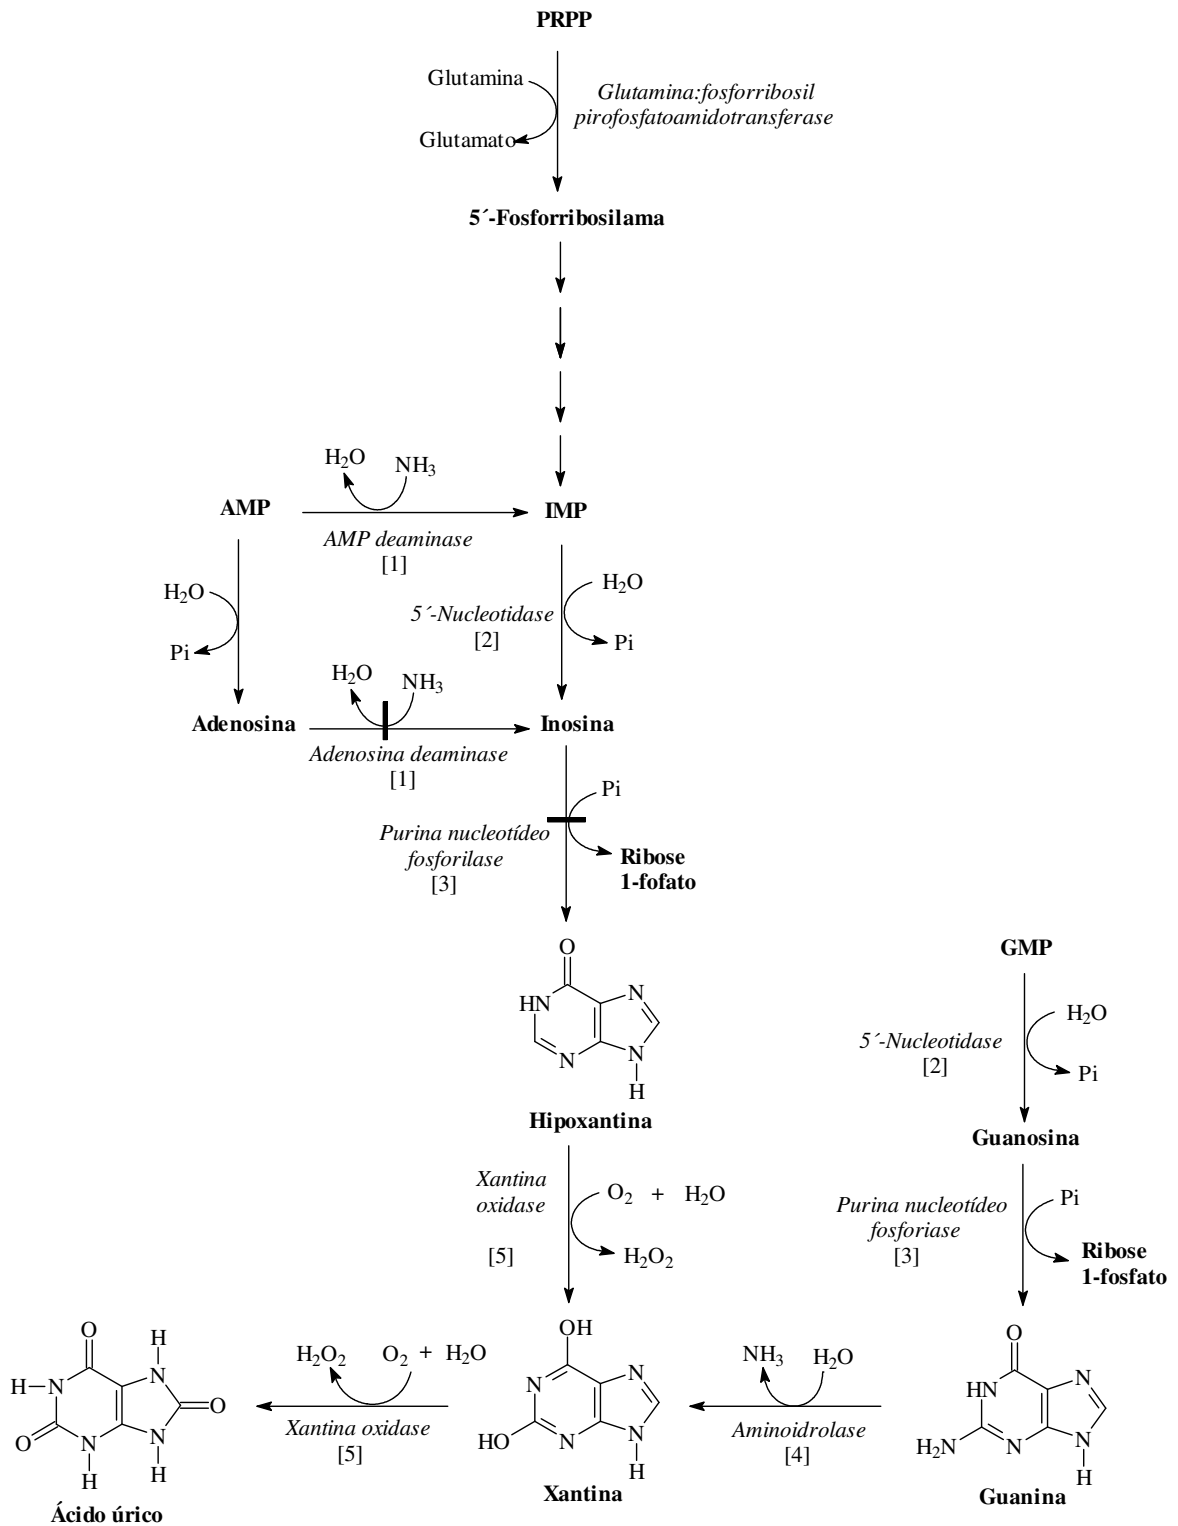 PRPP
Glutamina
Glutamina:fosforribosil
pirofosfatoamidotransferase
Glutamato
5´-Fosforribosilama
H2O
NH3
AMP
IMP
AMP deaminase
[1]
H2O
Pi
5´-Nucleotidase
[2]
H2O
Pi
H2O
NH3
Adenosina
Inosina
Adenosina deaminase
[1]
Pi
Purina nucleotídeo
fosforilase
[3]
Ribose
1-fofato
O
HN
N
N
N
H
Hipoxantina
GMP
5´-Nucleotidase
[2]
H2O
Pi
Guanosina
Xantina
oxidase
[5]
O2 + H2O
H2O2
Purina nucleotídeo
fosforiase
[3]
Pi
Ribose
1-fosfato
O
H
H
N
N
O
O
N
N
H
H
Ácido úrico
H2O2
O2 + H2O
Xantina oxidase
[5]
OH
N
N
HO
N
N
H
Xantina
NH3
H2O
Aminoidrolase
[4]
O
HN
N
H2N
N
N
H
Guanina